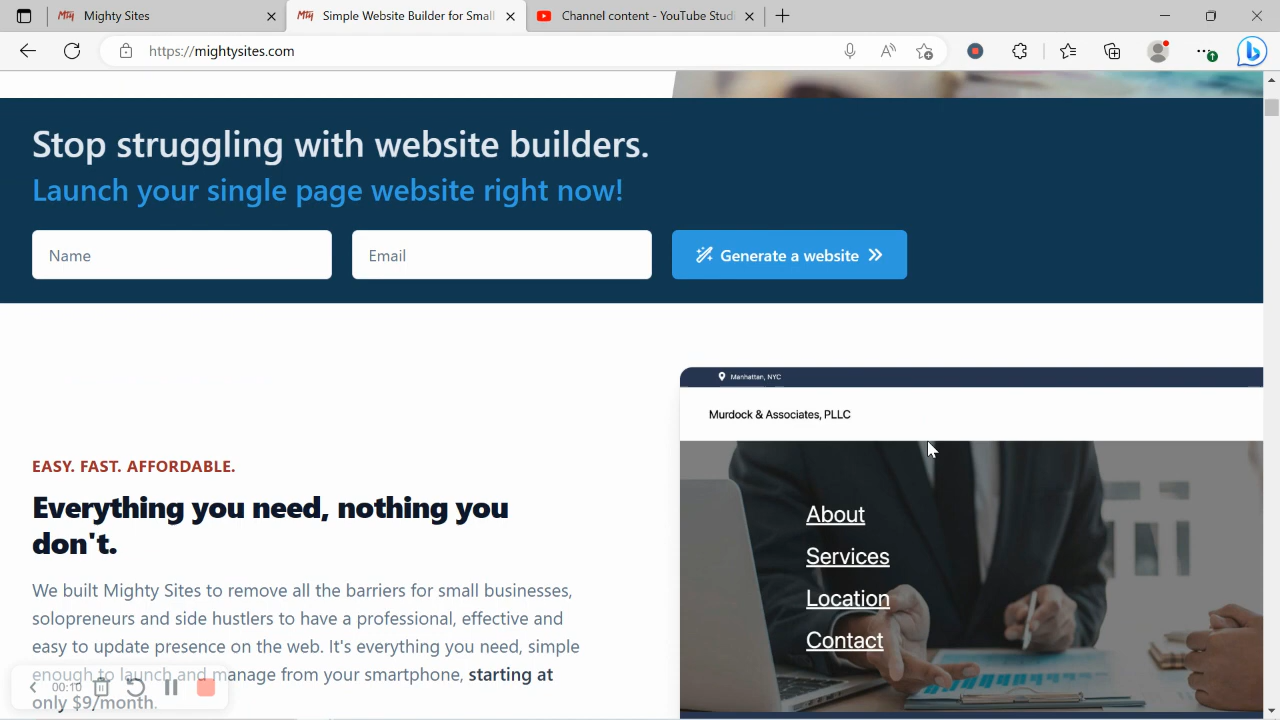 Mighty Sites
Simple Website Builder for Small
Channel content - YouTube Stud
https://mightysites.com
Stop struggling with website builders.
Launch your single page website right now!
Name
Email
Generate a website
Manhattan, NYC
Murdock & Associates, PLLC
EASY. FAST. AFFORDABLE.
Everything you need, nothing you
don't.
About
Services
Location
Contact
We built Mighty Sites to remove all the barriers for small businesses,
solopreneurs and side hustlers to have a professional, effective and
easy to update presence on the web. It's everything you need, simple
enough to launch and manage from your smartphone, starting at
only $9/month.
00:10